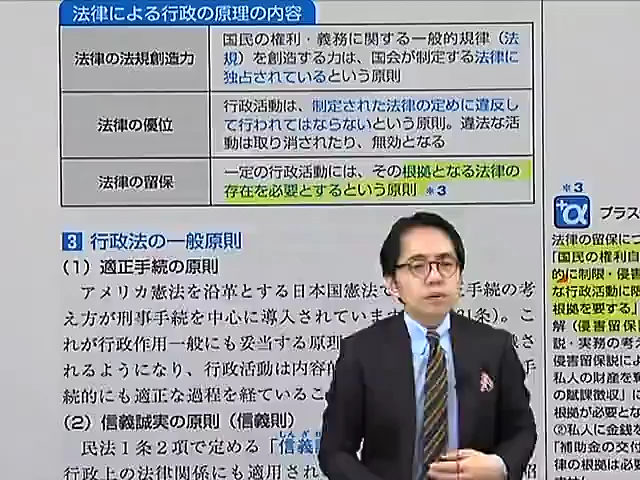 法律による行政の原理の内容
法律の法規創造力
国民の権利・義務に関する一般的規律（法
規）を創造する力は、国会が制定する法律に
独占されているという原則
法律の優位
行政活動は、制定された法律の定めに違反し
て行われてはならないという原則。違法な活
動は取り消されたり、無効となる
法律の留保
一定の行政活動には、その根拠となる法律の
存在を必要とするという原則 ※3
3 行政法の一般原則
（1）適正手続の原則
アメリカ憲法を沿革とする日本国憲法で
手続の考
え方が刑事手続を中心に導入されています
31条）。こ
れが行政作用一般にも妥当する原理
れるようになり、行政活動は内容的
手
続的にも適正な過程を経ているこ
（2）信義誠実の原則（信義則）
民法1条2項で定める「信義
行政上の法律関係にも適用され
※3
+α プラス
法律の留保につ
「国民の権利自
的に制限・侵害
な行政活動に限
根拠を要する」
解（侵害留保
説・実務の考え
侵害留保説によ
私人の財産を奪
の賦課徴収」に
根拠が必要とな
②私人に金銭を
「補助金の交付
律の根拠は必要